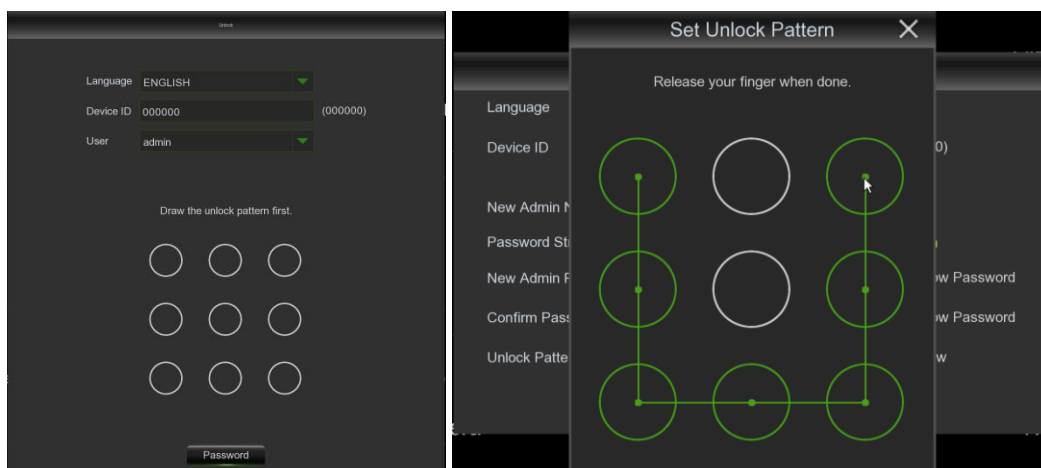 Unlock
Language ENGLISH
Device ID 000000 (000000)
User admin
Draw the unlock pattern first.
Password
Set Unlock Pattern
Release your finger when done.
Language
Device ID 0)
New Admin N
Password St
New Admin P ow Password
Confirm Pass ow Password
Unlock Patte w